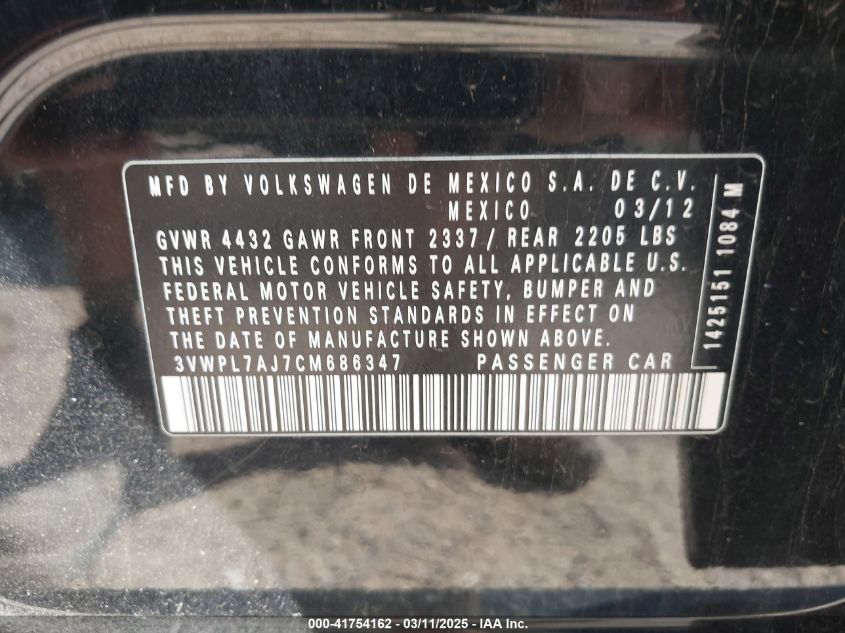 MFD BY VOLKSWAGEN DE MEXICO S.A. DE C.V.
MEXICO 03/12
GVWR 4432 GAWR FRONT 2337/ REAR 2205 LBS
THIS VEHICLE CONFORMS TO ALL APPLICABLE U.S.
FEDERAL MOTOR VEHICLE SAFETY, BUMPER AND
THEFT PREVENTION STANDARDS IN EFFECT ON
THE DATE OF MANUFACTURE SHOWN ABOVE.
3VWPL7AJ7CM686347 PASSENGER CAR
1425151 1084 M
000-41754162 - 03/11/2025 - IAA Inc.